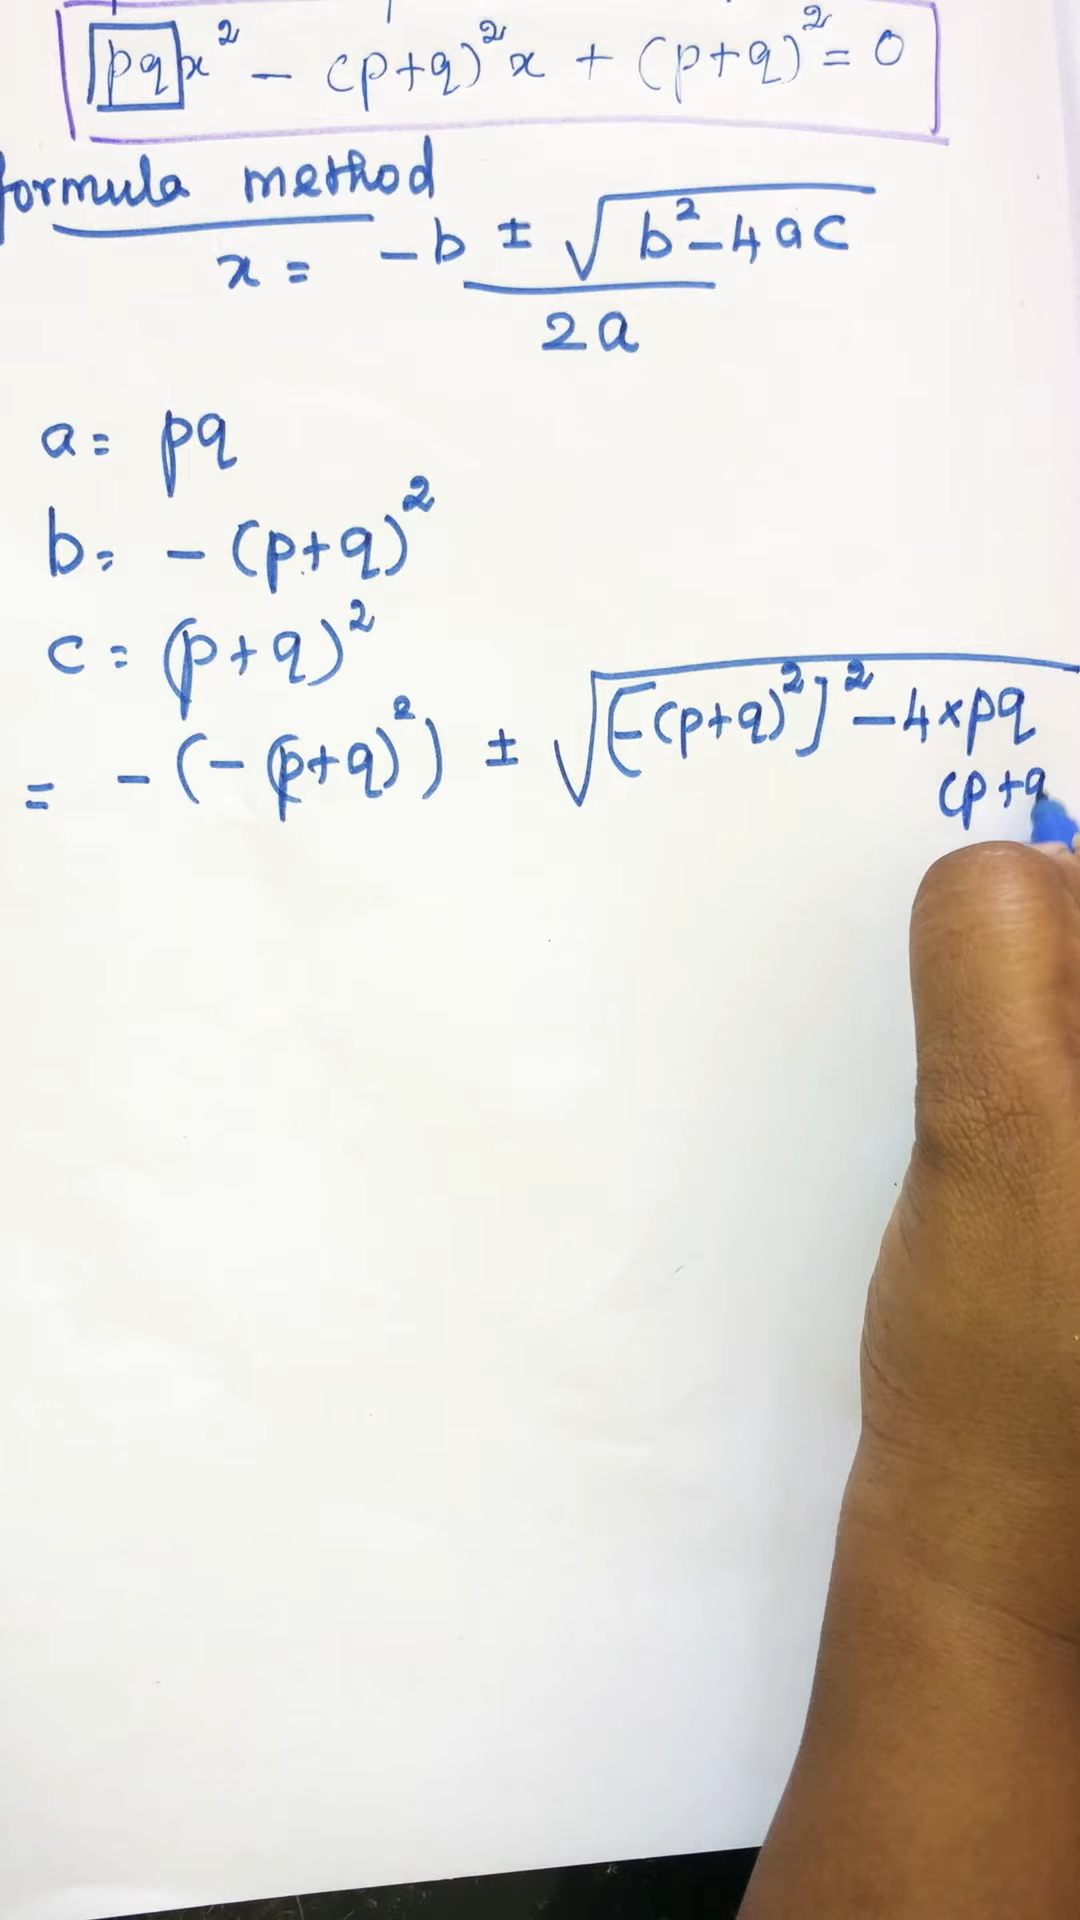 pqx² - (p+q)²x + (p+q)² = 0
formula method
x = -b ± √b²-4ac
2a
a = pq
b = -(p+q)²
c = (p+q)²
= -(-(p+q)²) ± √[-(p+q)²]² - 4×pq
(p+q